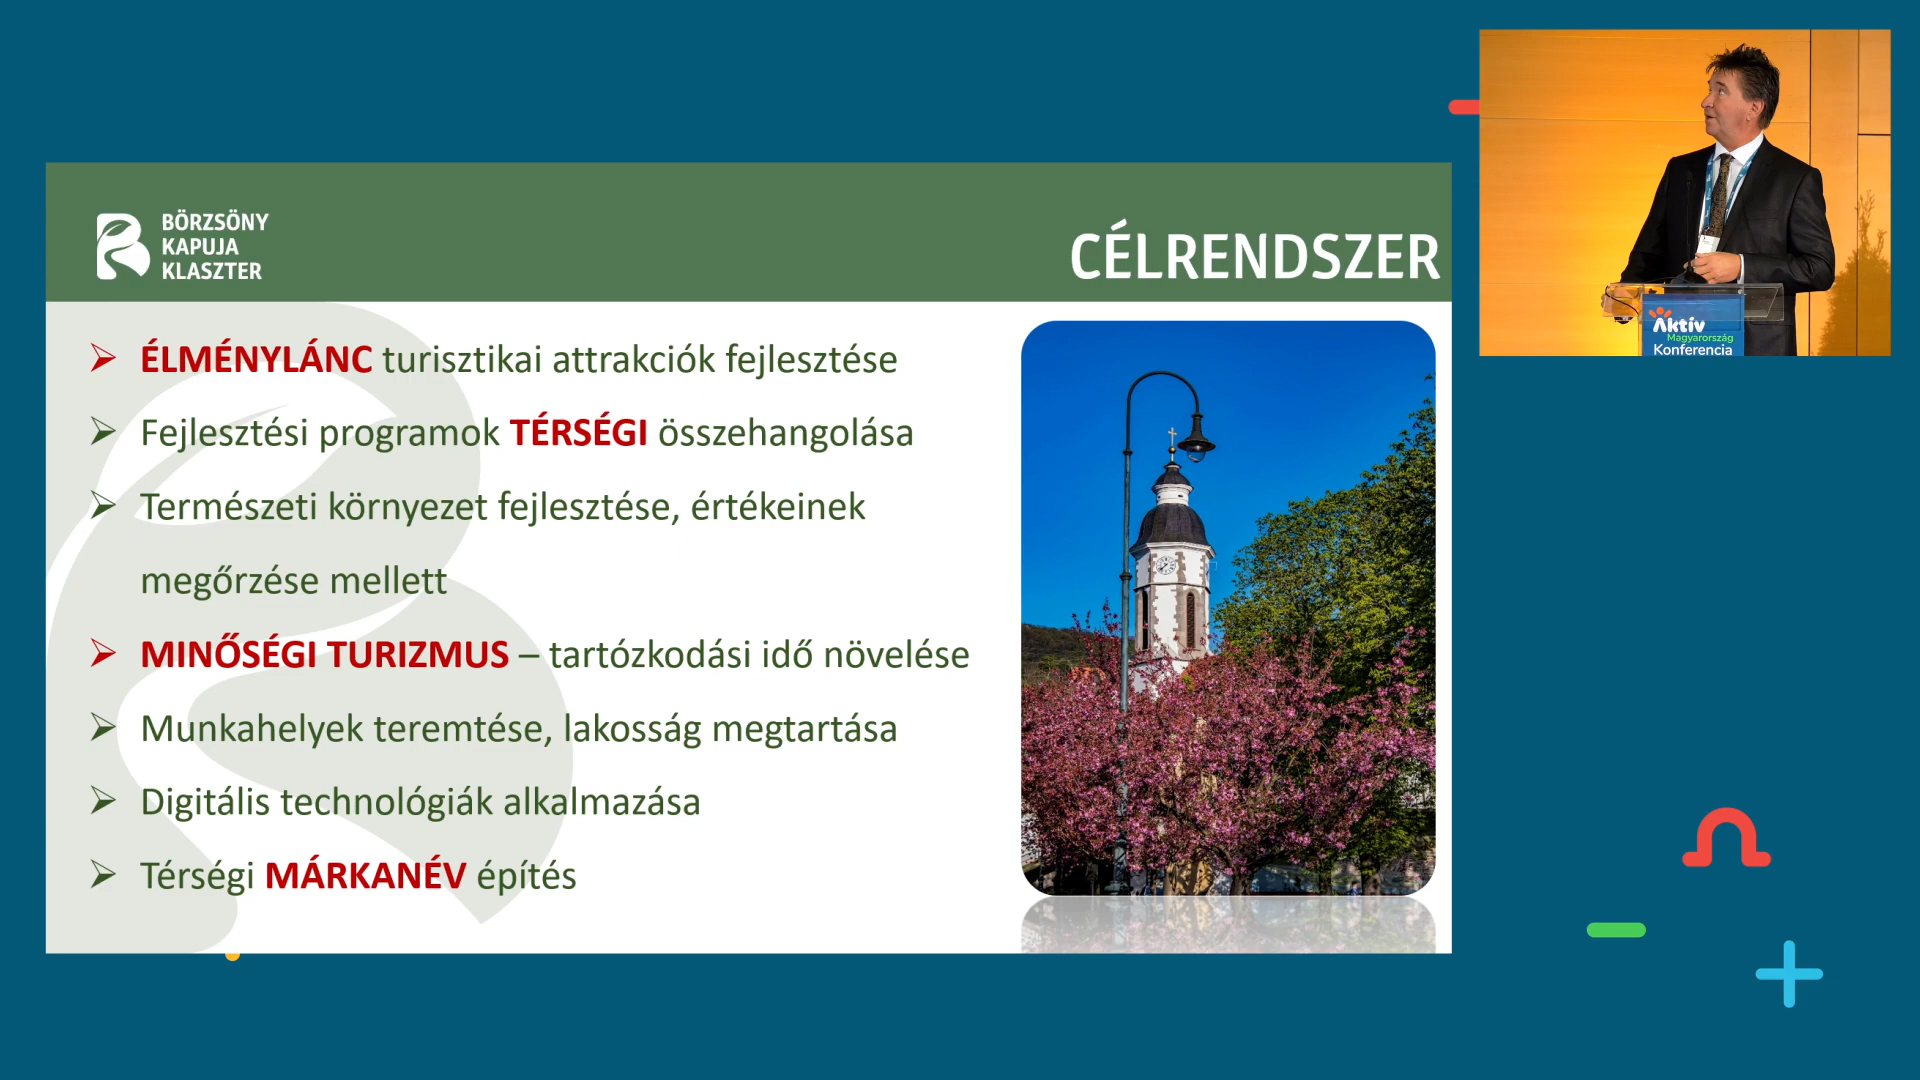 BÖRZSÖNY
KAPUJA
KLASZTER
CÉLRENDSZER
ÉLMÉNYLÁNC turisztikai attrakciók fejlesztése
Fejlesztési programok TÉRSÉGI összehangolása
Természeti környezet fejlesztése, értékeinek
megőrzése mellett
MINŐSÉGI TURIZMUS – tartózkodási idő növelése
Munkahelyek teremtése, lakosság megtartása
Digitális technológiák alkalmazása
Térségi MÁRKANÉV építés
Aktív
Magyarország
Konferencia